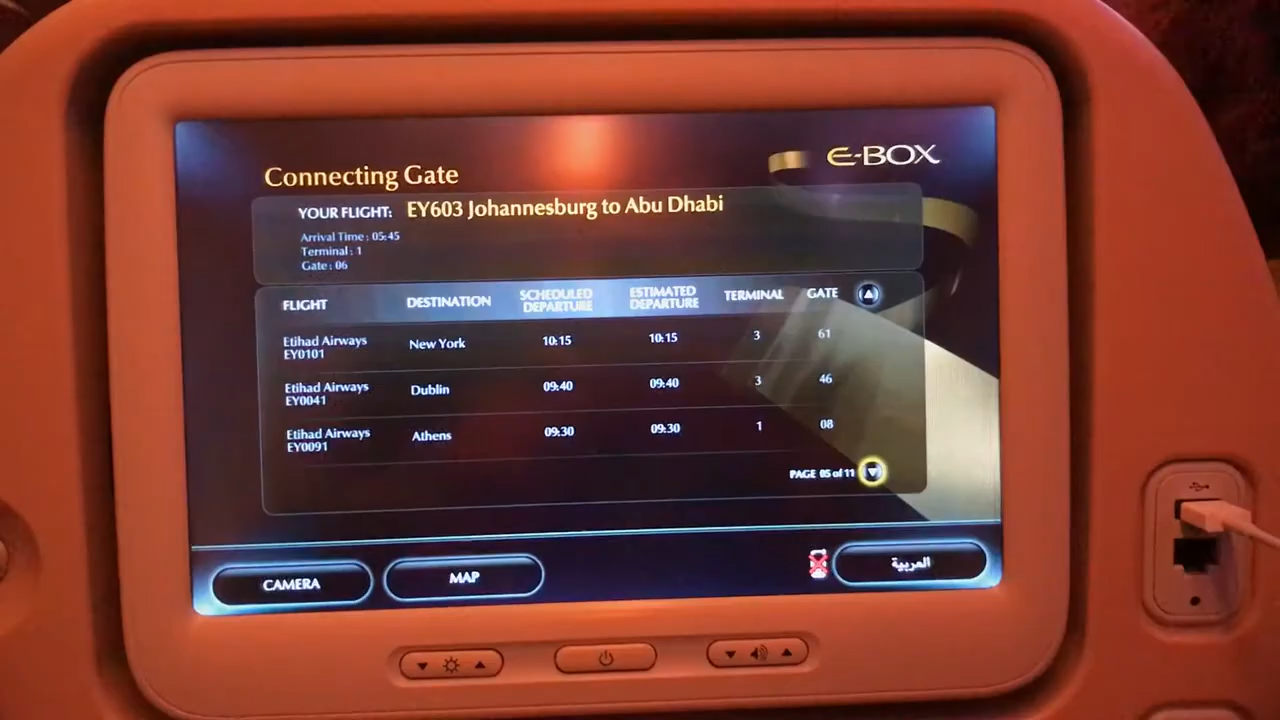 E-BOX
Connecting Gate
YOUR FLIGHT: EY603 Johannesburg to Abu Dhabi
Arrival Time : 05:45
Terminal : 1
Gate : 06
FLIGHT DESTINATION SCHEDULED DEPARTURE ESTIMATED DEPARTURE TERMINAL GATE
Etihad Airways EY0101 New York 10:15 10:15 3 61
Etihad Airways EY0041 Dublin 09:40 09:40 3 46
Etihad Airways EY0091 Athens 09:30 09:30 1 08
PAGE 05 of 11
CAMERA MAP العربية